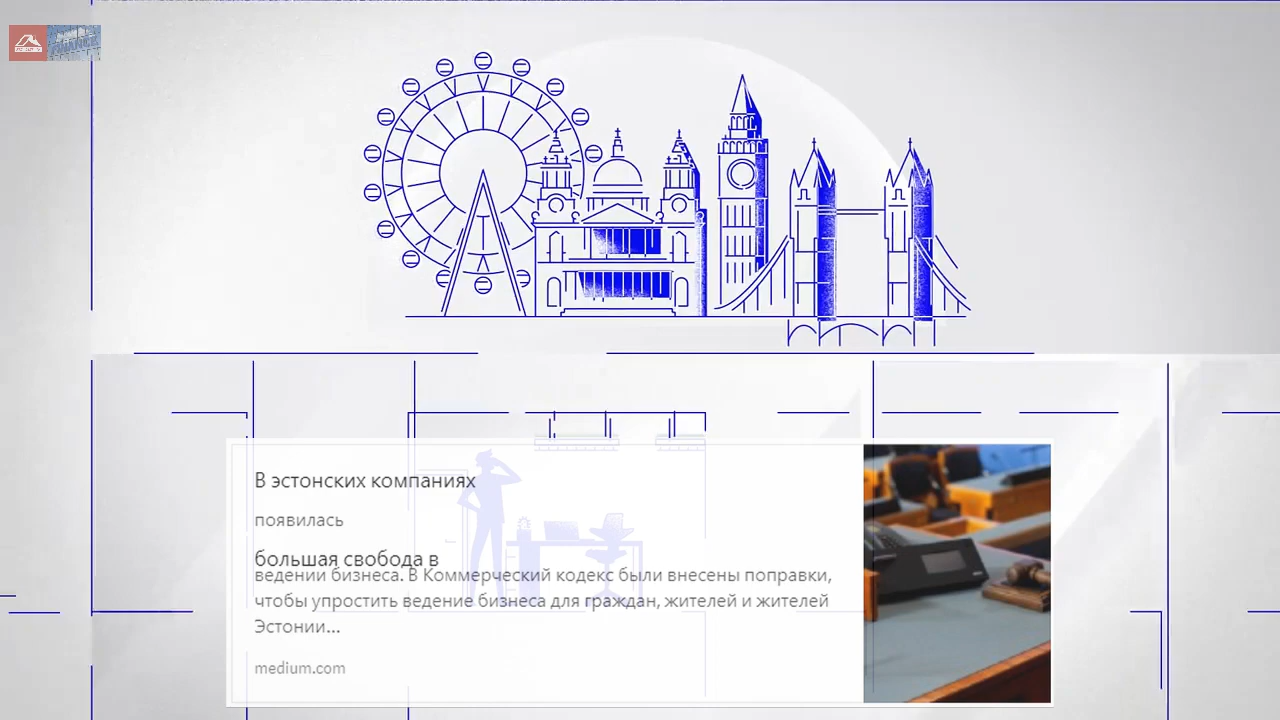 В эстонских компаниях
появилась
большая свобода в
ведении бизнеса. В Коммерческий кодекс были внесены поправки,
чтобы упростить ведение бизнеса для граждан, жителей и жителей
Эстонии...
medium.com